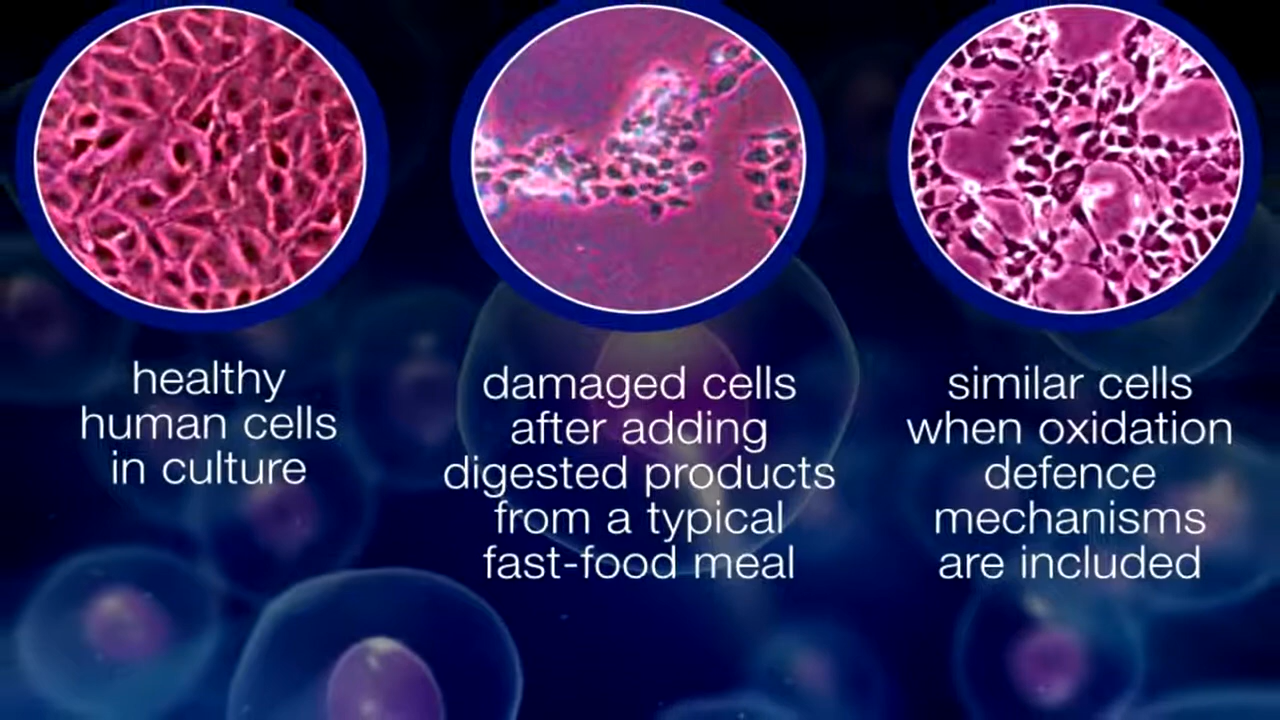 healthy
human cells
in culture
damaged cells
after adding
digested products
from a typical
fast-food meal
similar cells
when oxidation
defence
mechanisms
are included